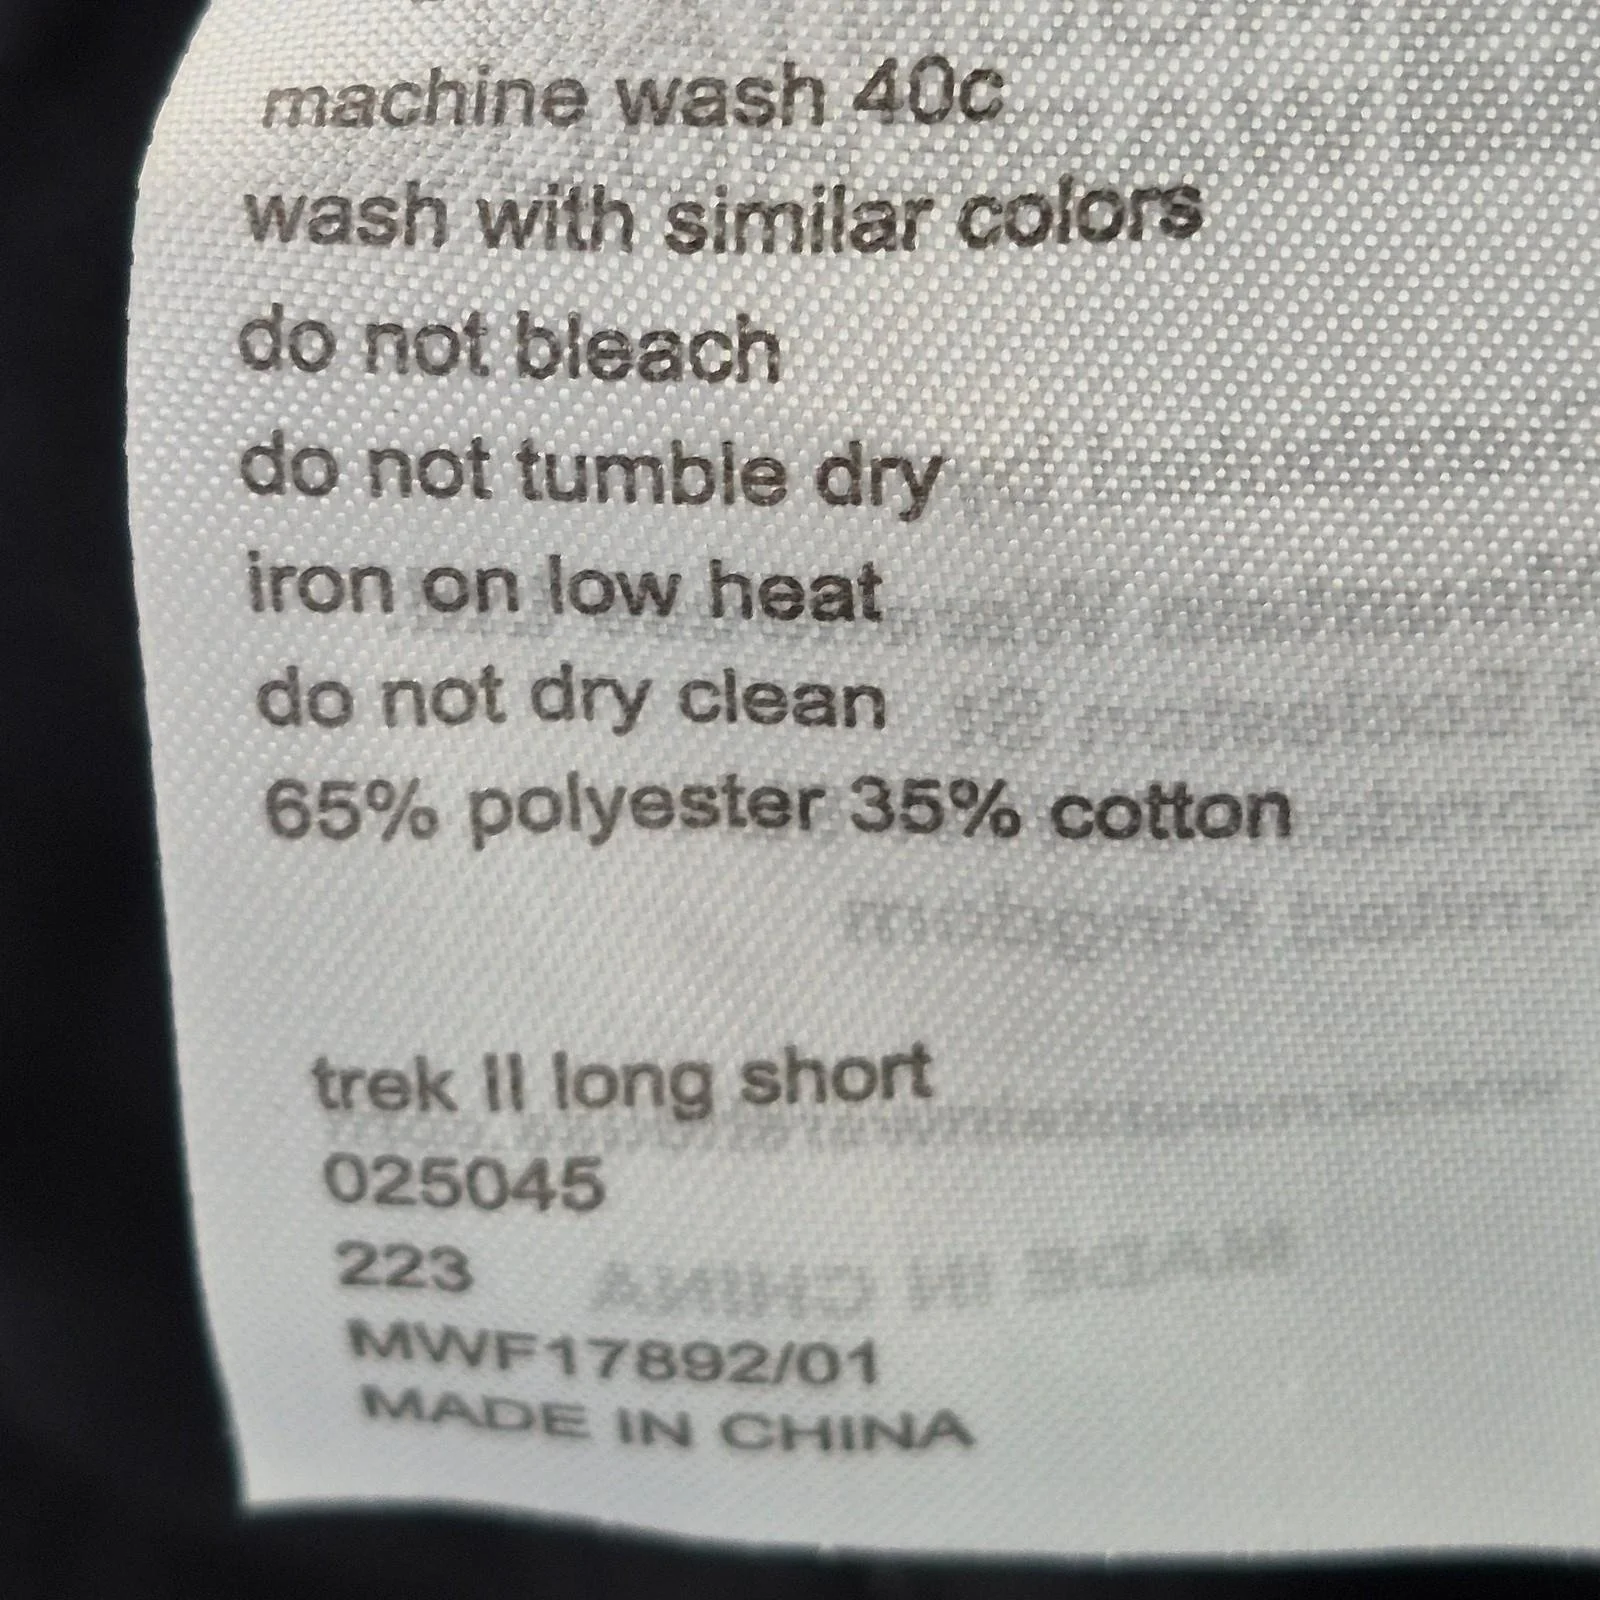 machine wash 40c
wash with similar colors
do not bleach
do not tumble dry
iron on low heat
do not dry clean
65% polyester 35% cotton
trek II long short
025045
223
MWF17892/01
MADE IN CHINA